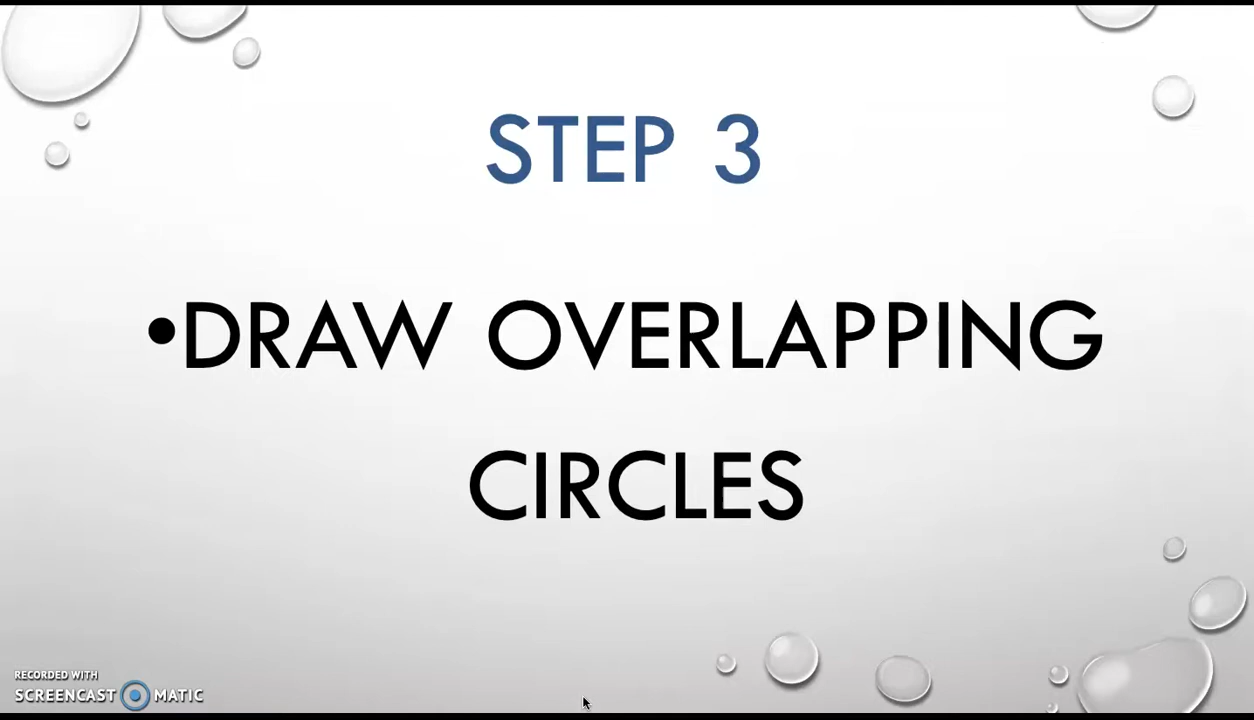 STEP 3
•DRAW OVERLAPPING
CIRCLES
RECORDED WITH
SCREENCAST MATIC